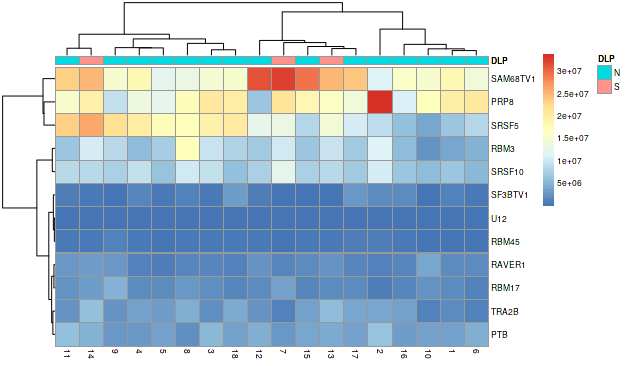 DLP
SAM68TV1
PRP8
SRSF5
RBM3
SRSF10
SF3BTV1
U12
RBM45
RAVER1
RBM17
TRA2B
PTB
11 14 9 4 5 8 3 18 12 7 15 13 17 2 16 10 1 6
3e+07
2.5e+07
2e+07
1.5e+07
1e+07
5e+06
DLP
N
S